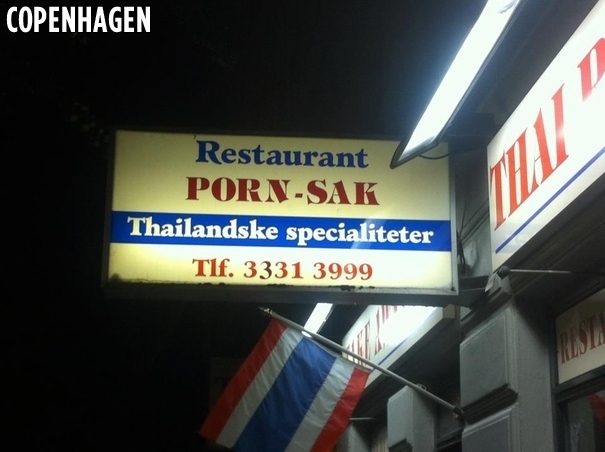 COPENHAGEN
Restaurant
PORN-SAK
Thailandske specialiteter
Tlf. 3331 3999
THAI